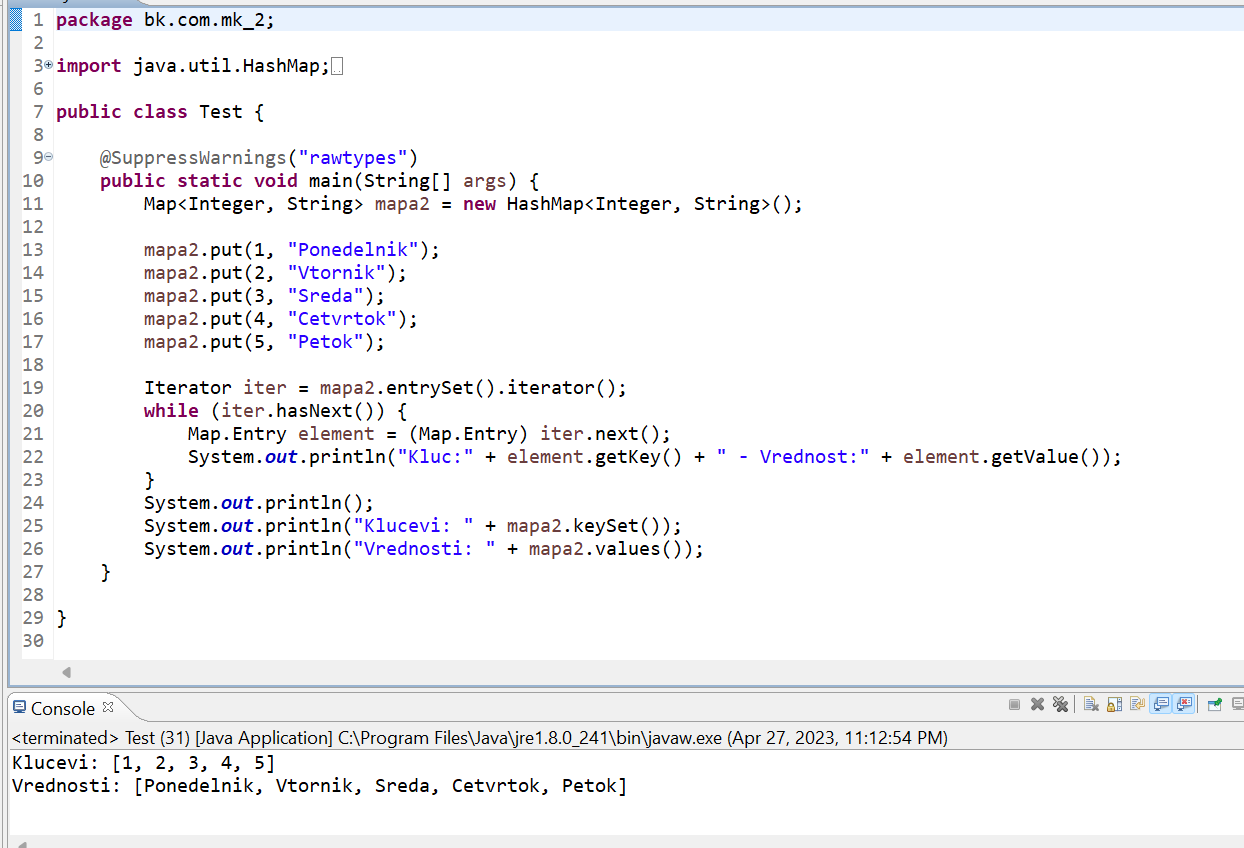 1 package bk.com.mk_2;
2
3 import java.util.HashMap;
6
7 public class Test {
8
9     @SuppressWarnings("rawtypes")
10     public static void main(String[] args) {
11         Map<Integer, String> mapa2 = new HashMap<Integer, String>();
12
13         mapa2.put(1, "Ponedelnik");
14         mapa2.put(2, "Vtornik");
15         mapa2.put(3, "Sreda");
16         mapa2.put(4, "Cetvrtok");
17         mapa2.put(5, "Petok");
18
19         Iterator iter = mapa2.entrySet().iterator();
20         while (iter.hasNext()) {
21             Map.Entry element = (Map.Entry) iter.next();
22             System.out.println("Kluc:" + element.getKey() + " - Vrednost:" + element.getValue());
23         }
24         System.out.println();
25         System.out.println("Klucevi: " + mapa2.keySet());
26         System.out.println("Vrednosti: " + mapa2.values());
27     }
28
29 }
30
Console
<terminated> Test (31) [Java Application] C:\Program Files\Java\jre1.8.0_241\bin\javaw.exe (Apr 27, 2023, 11:12:54 PM)
Klucevi: [1, 2, 3, 4, 5]
Vrednosti: [Ponedelnik, Vtornik, Sreda, Cetvrtok, Petok]